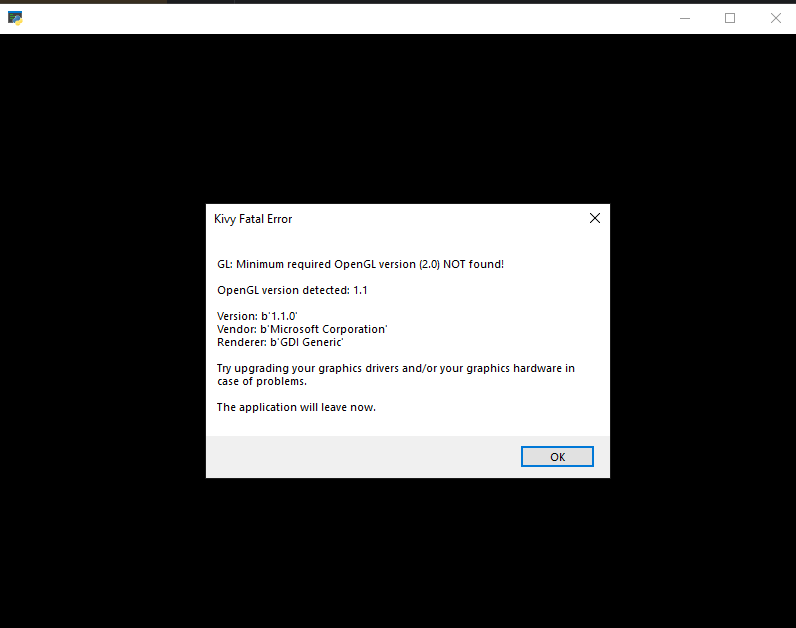 Kivy Fatal Error
GL: Minimum required OpenGL version (2.0) NOT found!
OpenGL version detected: 1.1
Version: b'1.1.0'
Vendor: b'Microsoft Corporation'
Renderer: b'GDI Generic'
Try upgrading your graphics drivers and/or your graphics hardware in
case of problems.
The application will leave now.
OK